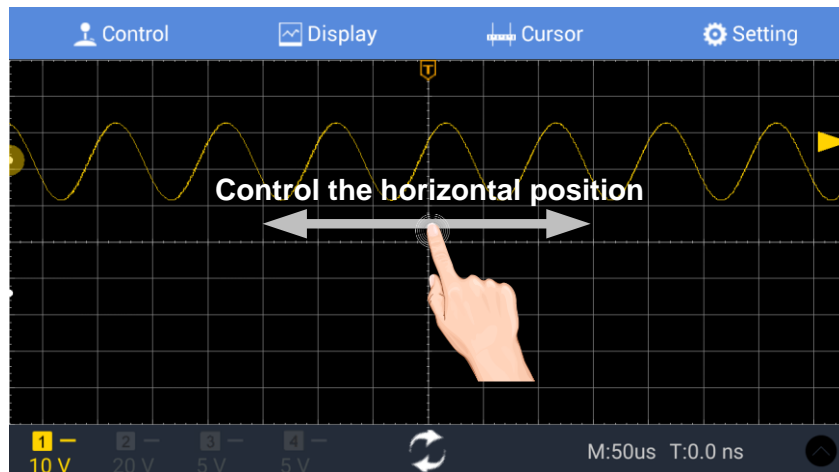 Control Display Cursor Setting
T
Control the horizontal position
1 2 3 4
10 V 20 V 5 V 5 V
M:50us T:0.0 ns